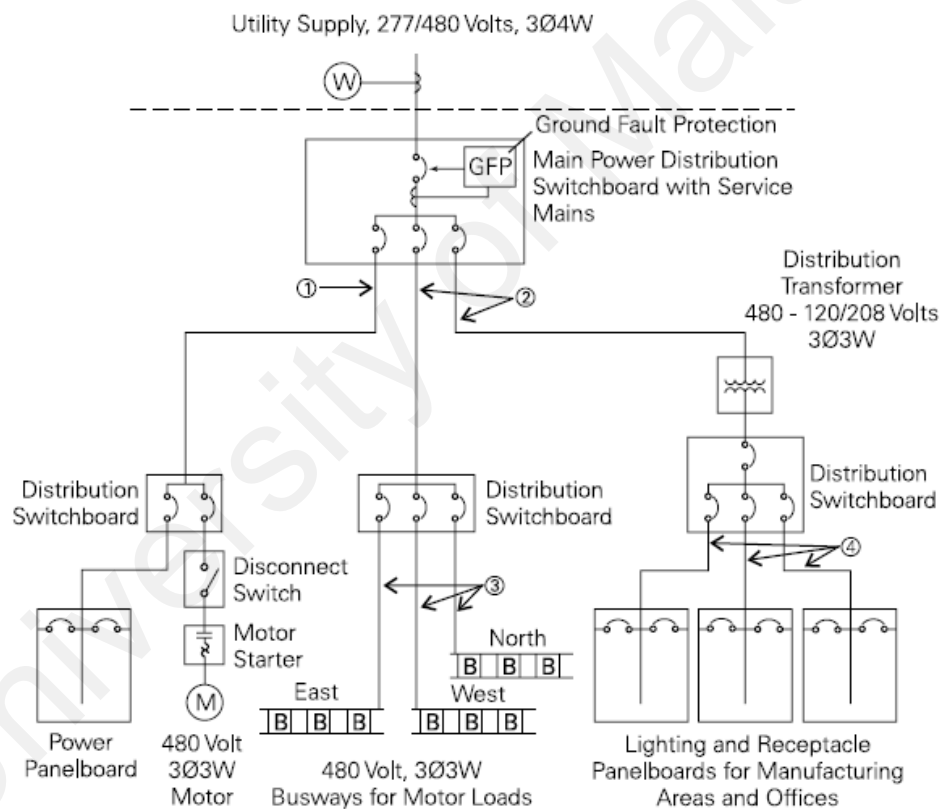 Utility Supply, 277/480 Volts, 3Ø4W
W
Ground Fault Protection
GFP
Main Power Distribution
Switchboard with Service
Mains
①
②
Distribution
Transformer
480 - 120/208 Volts
3Ø3W
Distribution
Switchboard
Distribution
Switchboard
Distribution
Switchboard
Disconnect
Switch
③
④
Motor
Starter
North
B B B
M
East
B B B
West
B B B
Power
Panelboard
480 Volt
3Ø3W
Motor
480 Volt, 3Ø3W
Busways for Motor Loads
Lighting and Receptacle
Panelboards for Manufacturing
Areas and Offices
University of Mala